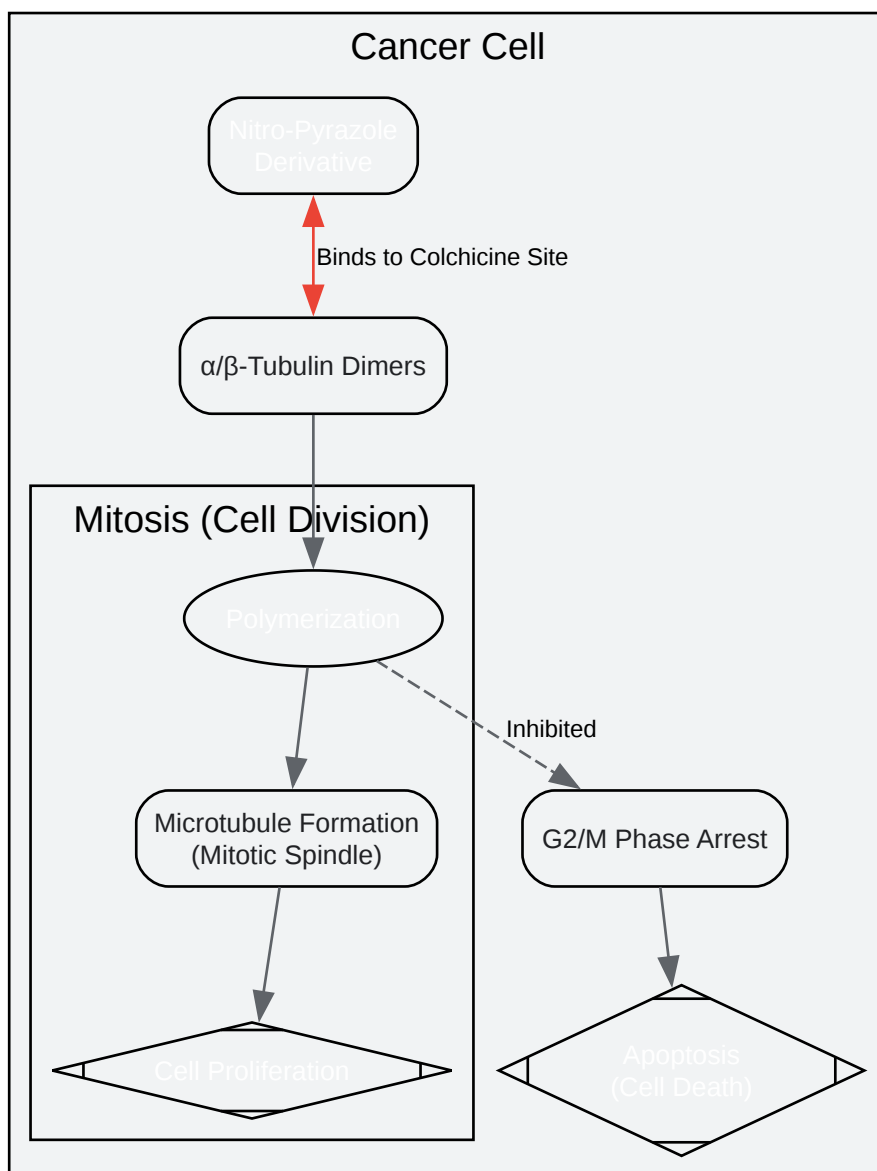 Cancer Cell
Nitro-Pyrazole
Derivative
Binds to Colchicine Site
α/β-Tubulin Dimers
Mitosis (Cell Division)
Polymerization
Inhibited
Microtubule Formation
(Mitotic Spindle)
G2/M Phase Arrest
Cell Proliferation
Apoptosis
(Cell Death)